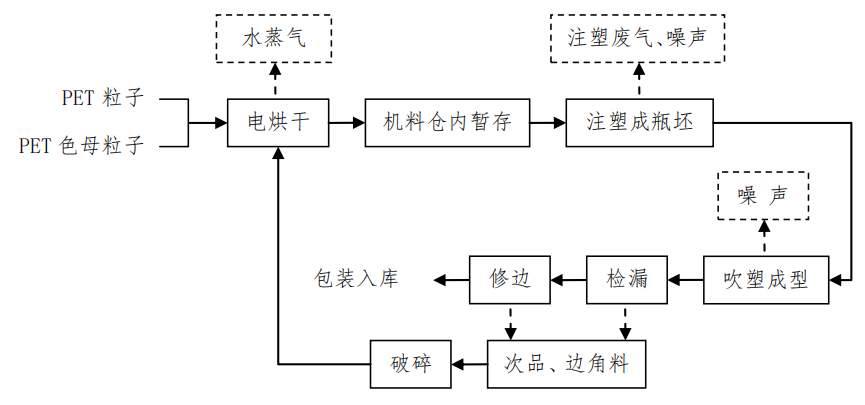 水蒸气
注塑废气、噪声
PET 粒子
PET 色母粒子
电烘干
机料仓内暂存
注塑成瓶坯
噪 声
包装入库
修边
检漏
吹塑成型
破碎
次品、边角料